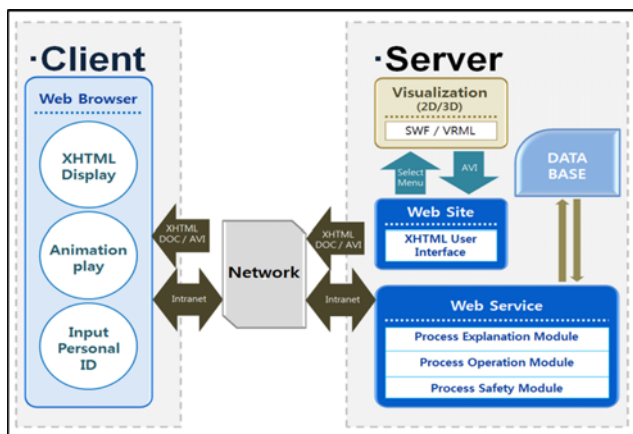 ·Client
Web Browser
XHTML
Display
Animation
play
Input
Personal
ID
XHTML
DOC / AVI
Intranet
Network
XHTML
DOC / AVI
Intranet
·Server
Visualization
(2D/3D)
SWF / VRML
Select
Menu
AVI
Web Site
XHTML User
Interface
DATA
BASE
Web Service
Process Explanation Module
Process Operation Module
Process Safety Module